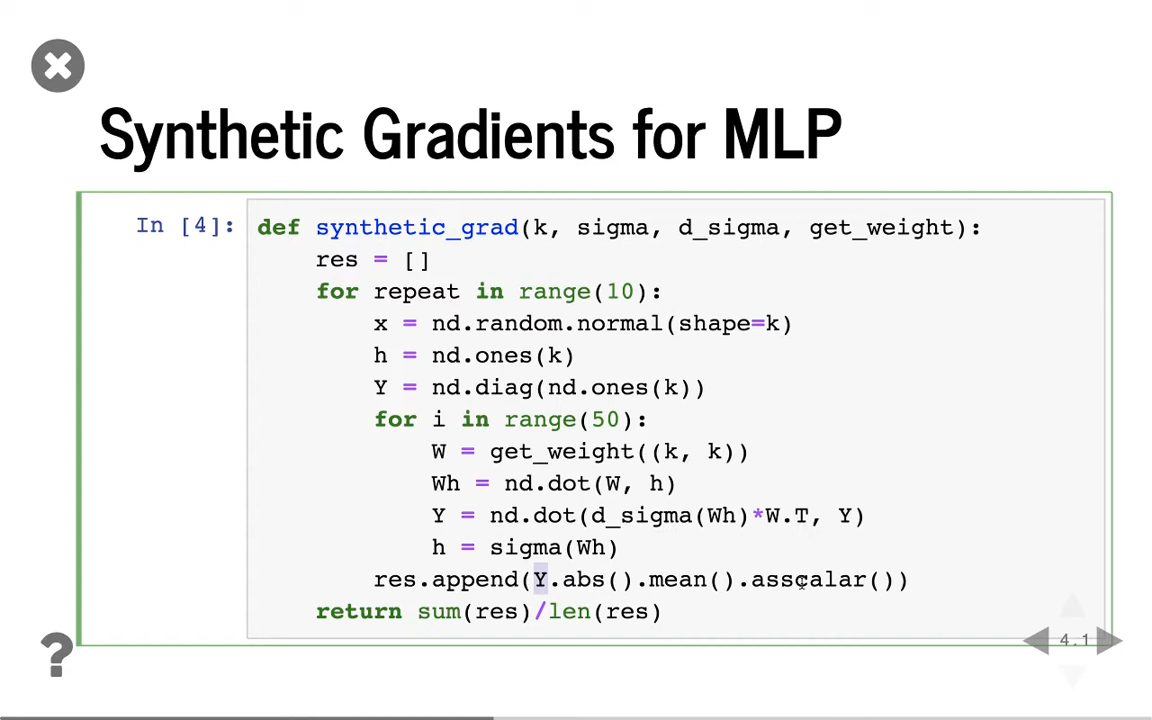 Synthetic Gradients for MLP
In [4]: def synthetic_grad(k, sigma, d_sigma, get_weight):
res = []
for repeat in range(10):
x = nd.random.normal(shape=k)
h = nd.ones(k)
Y = nd.diag(nd.ones(k))
for i in range(50):
W = get_weight((k, k))
Wh = nd.dot(W, h)
Y = nd.dot(d_sigma(Wh)*W.T, Y)
h = sigma(Wh)
res.append(Y.abs().mean().asscalar())
return sum(res)/len(res)
4.1
?